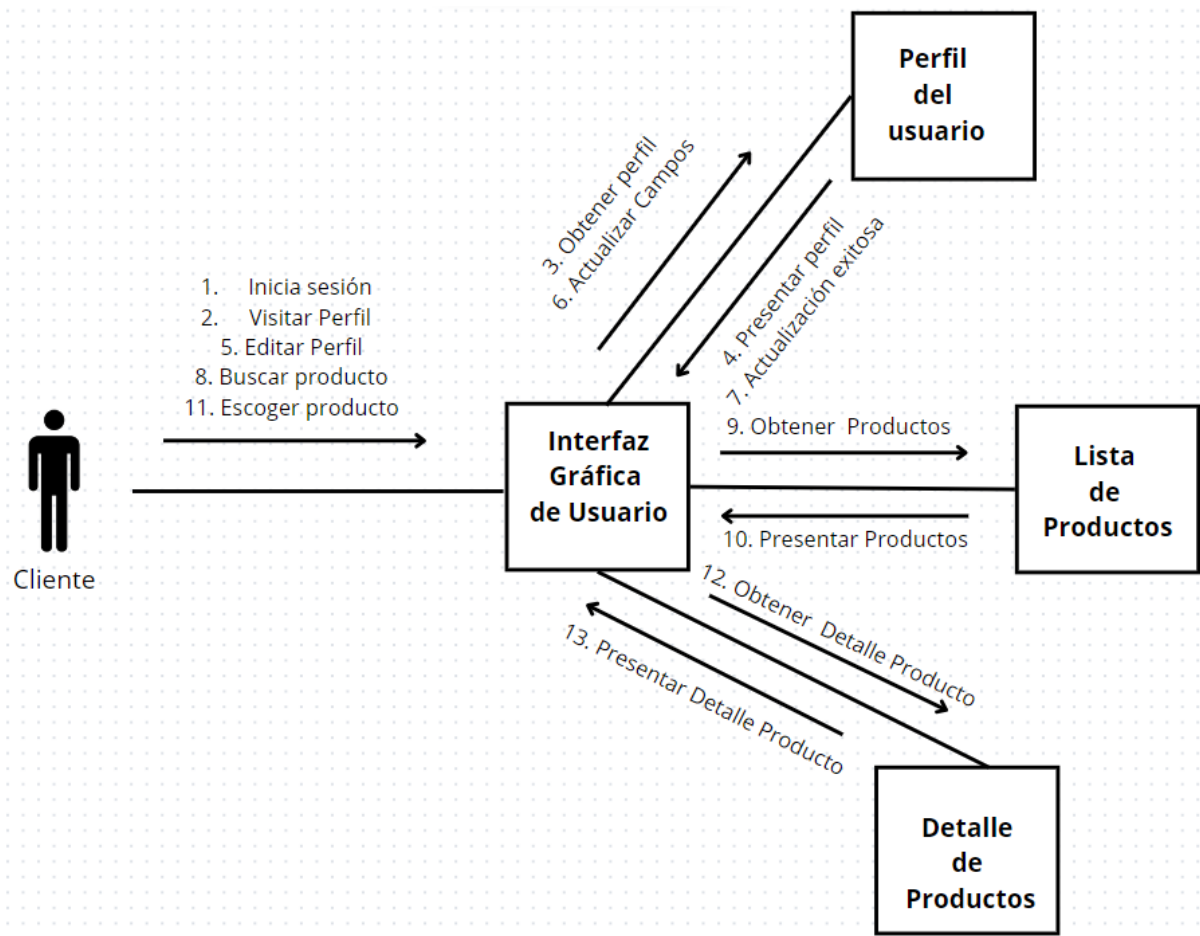 Perfil
del
usuario
3. Obtener perfil
6. Actualizar Campos
4. Presentar perfil
7. Actualización exitosa
1. Inicia sesión
2. Visitar Perfil
5. Editar Perfil
8. Buscar producto
11. Escoger producto
Cliente
Interfaz
Gráfica
de Usuario
9. Obtener Productos
10. Presentar Productos
Lista
de
Productos
12. Obtener Detalle Producto
13. Presentar Detalle Producto
Detalle
de
Productos